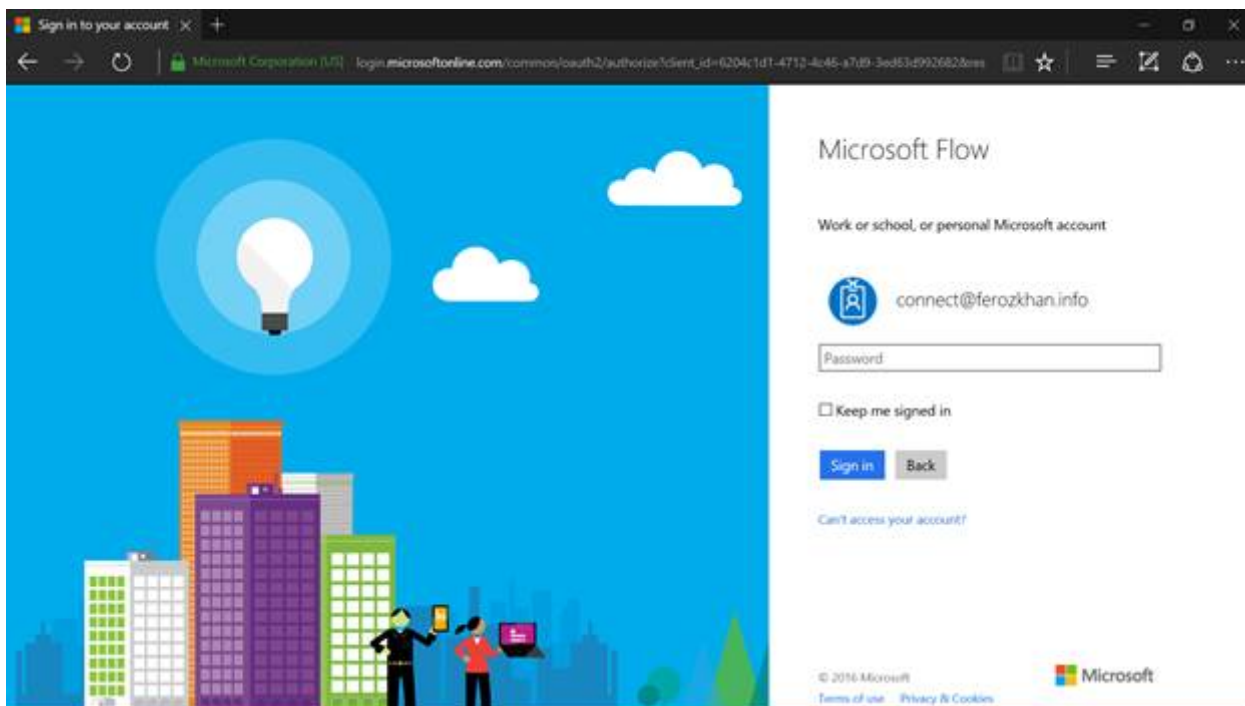 Sign in to your account
Microsoft Corporation [US] login.microsoftonline.com/common/oauth2/authorize?client_id=6204c1d1-4712-4c46-a7d9-3ed63d992682&res
Microsoft Flow
Work or school, or personal Microsoft account
connect@ferozkhan.info
Password
Keep me signed in
Sign in Back
Can't access your account?
© 2016 Microsoft
Microsoft
Terms of use Privacy & Cookies